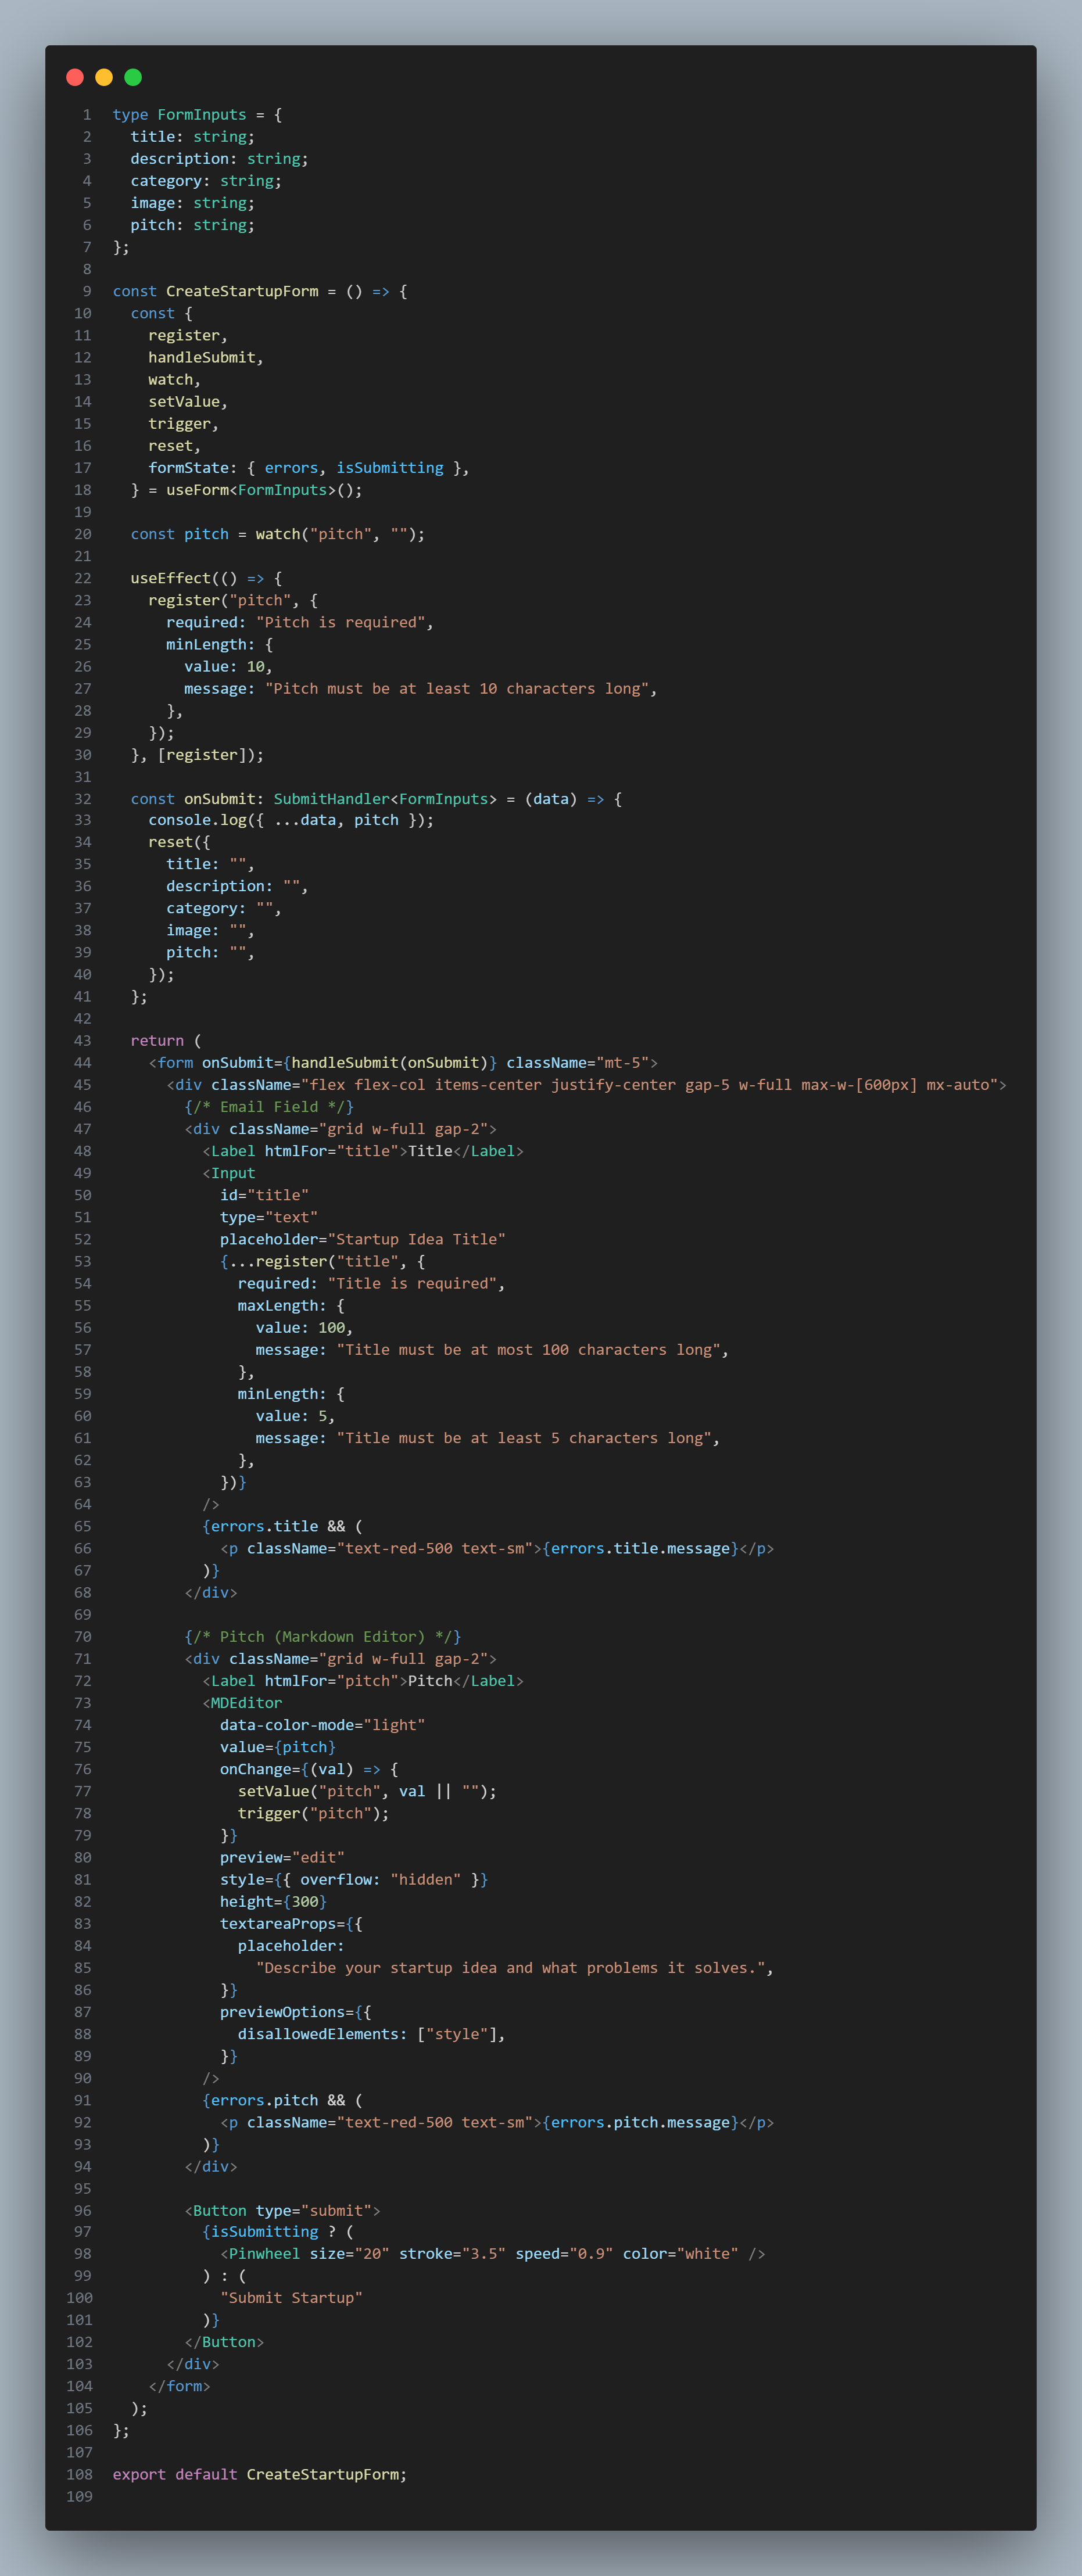 1 type FormInputs = {
2   title: string;
3   description: string;
4   category: string;
5   image: string;
6   pitch: string;
7 };
8
9 const CreateStartupForm = () => {
10   const {
11     register,
12     handleSubmit,
13     watch,
14     setValue,
15     trigger,
16     reset,
17     formState: { errors, isSubmitting },
18   } = useForm<FormInputs>();
19
20   const pitch = watch("pitch", "");
21
22   useEffect(() => {
23     register("pitch", {
24       required: "Pitch is required",
25       minLength: {
26         value: 10,
27         message: "Pitch must be at least 10 characters long",
28       },
29     });
30   }, [register]);
31
32   const onSubmit: SubmitHandler<FormInputs> = (data) => {
33     console.log({ ...data, pitch });
34     reset({
35       title: "",
36       description: "",
37       category: "",
38       image: "",
39       pitch: "",
40     });
41   };
42
43   return (
44     <form onSubmit={handleSubmit(onSubmit)} className="mt-5">
45       <div className="flex flex-col items-center justify-center gap-5 w-full max-w-[600px] mx-auto">
46         {/* Email Field */}
47         <div className="grid w-full gap-2">
48           <Label htmlFor="title">Title</Label>
49           <Input
50             id="title"
51             type="text"
52             placeholder="Startup Idea Title"
53             {...register("title", {
54               required: "Title is required",
55               maxLength: {
56                 value: 100,
57                 message: "Title must be at most 100 characters long",
58               },
59               minLength: {
60                 value: 5,
61                 message: "Title must be at least 5 characters long",
62               },
63             })}
64           />
65           {errors.title && (
66             <p className="text-red-500 text-sm">{errors.title.message}</p>
67           )}
68         </div>
69
70         {/* Pitch (Markdown Editor) */}
71         <div className="grid w-full gap-2">
72           <Label htmlFor="pitch">Pitch</Label>
73           <MDEditor
74             data-color-mode="light"
75             value={pitch}
76             onChange={(val) => {
77               setValue("pitch", val || "");
78               trigger("pitch");
79             }}
80             preview="edit"
81             style={{ overflow: "hidden" }}
82             height={300}
83             textareaProps={{
84               placeholder:
85                 "Describe your startup idea and what problems it solves.",
86             }}
87             previewOptions={{
88               disallowedElements: ["style"],
89             }}
90           />
91           {errors.pitch && (
92             <p className="text-red-500 text-sm">{errors.pitch.message}</p>
93           )}
94         </div>
95
96         <Button type="submit">
97           {isSubmitting ? (
98             <Pinwheel size="20" stroke="3.5" speed="0.9" color="white" />
99           ) : (
100             "Submit Startup"
101           )}
102         </Button>
103       </div>
104     </form>
105   );
106 };
107
108 export default CreateStartupForm;
109